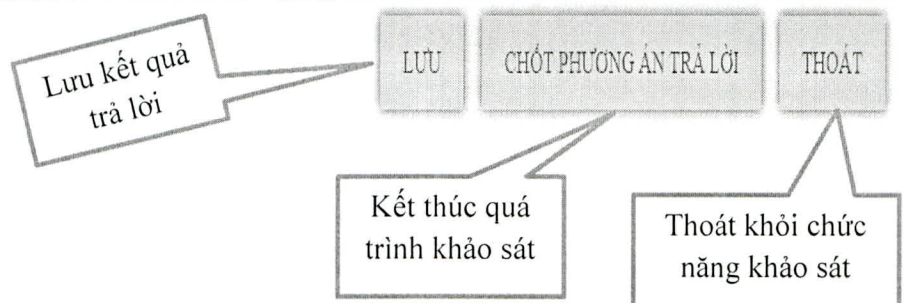 LƯU
CHỐT PHƯƠNG ÁN TRẢ LỜI
THOÁT
Lưu kết quả
trả lời
Kết thúc quá
trình khảo sát
Thoát khỏi chức
năng khảo sát